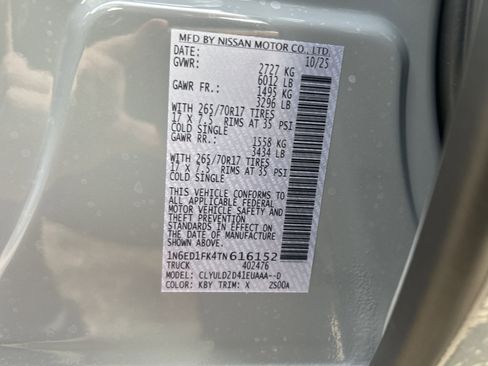 MFD BY NISSAN MOTOR CO., LTD.
DATE: 10/25
GVWR: 2727 KG
6012 LB
GAWR FR.: 1495 KG
3296 LB
WITH 265/70R17 TIRES
17 X 7.5 RIMS AT 35 PSI
COLD SINGLE
GAWR RR.: 1558 KG
3434 LB
WITH 265/70R17 TIRES
17 X 7.5 RIMS AT 35 PSI
COLD SINGLE
THIS VEHICLE CONFORMS TO
ALL APPLICABLE FEDERAL
MOTOR VEHICLE SAFETY AND
THEFT PREVENTION
STANDARDS IN EFFECT ON
THE DATE OF MANUFACTURE
SHOWN ABOVE.
1N6ED1FK4TN616152
TRUCK 402476
MODEL: CLYULDZD41EUAAA--D
COLOR: KBY TRIM: X 2S00A